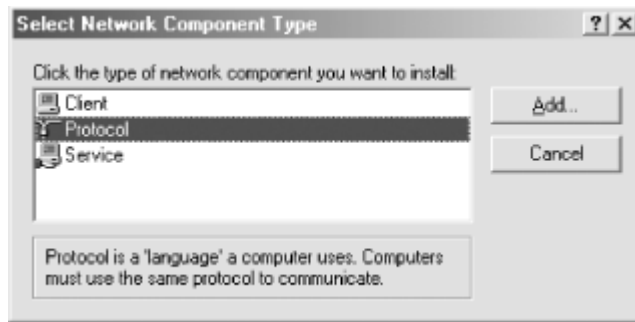 Select Network Component Type
? ×
Click the type of network component you want to install:
Client
Protocol
Service
Add...
Cancel
Protocol is a 'language' a computer uses. Computers
must use the same protocol to communicate.